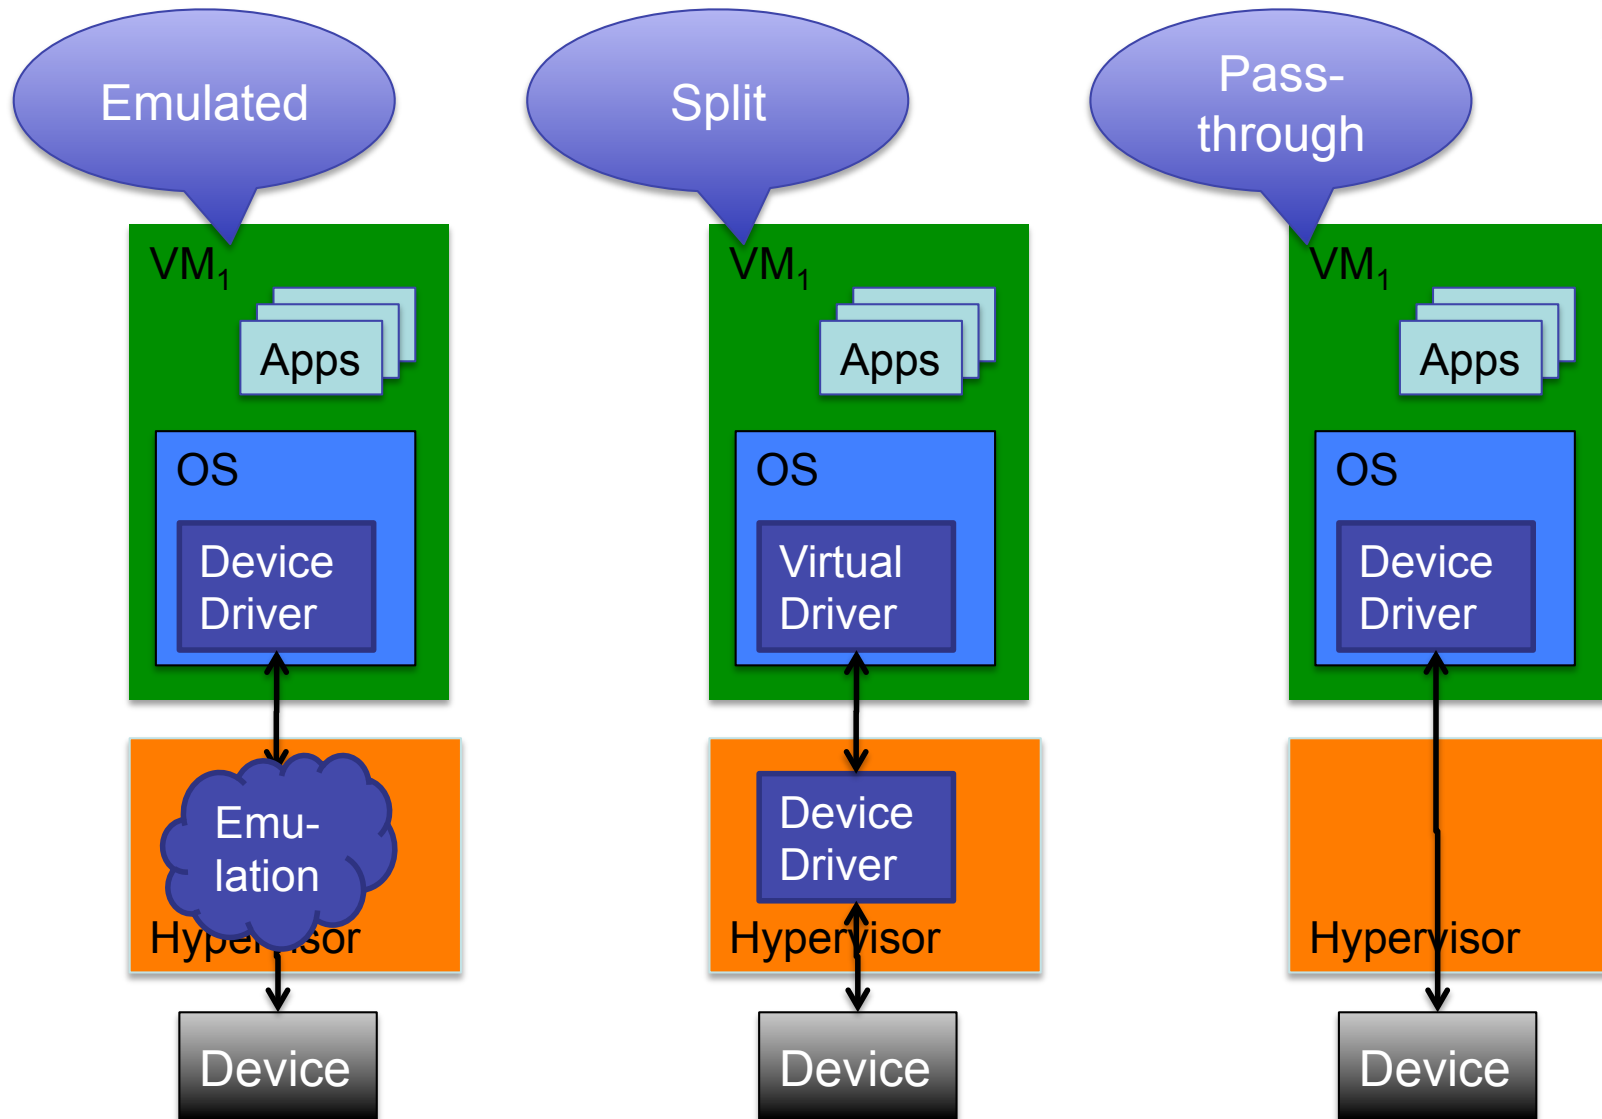 Emulated
VM₁
Apps
OS
Device
Driver
Emu-
lation
Hypervisor
Device
Split
VM₁
Apps
OS
Virtual
Driver
Device
Driver
Hypervisor
Device
Pass-
through
VM₁
Apps
OS
Device
Driver
Hypervisor
Device